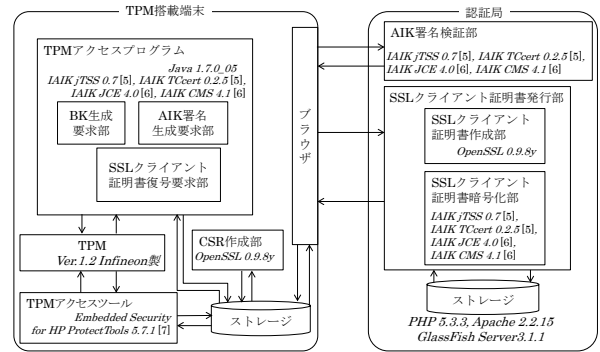 TPM搭載端末
TPMアクセスプログラム
Java 1.7.0_05
IAIK jTSS 0.7 [5], IAIK TCcert 0.2.5 [5],
IAIK JCE 4.0 [6], IAIK CMS 4.1 [6]
BK生成
要求部
AIK署名
生成要求部
SSLクライアント
証明書復号要求部
TPM
Ver.1.2 Infineon製
CSR作成部
OpenSSL 0.9.8y
TPMアクセスツール
Embedded Security
for HP ProtectTools 5.7.1 [7]
ストレージ
ブラウザ
認証局
AIK署名検証部
IAIK jTSS 0.7 [5], IAIK TCcert 0.2.5 [5],
IAIK JCE 4.0 [6], IAIK CMS 4.1 [6]
SSLクライアント証明書発行部
SSLクライアント
証明書作成部
OpenSSL 0.9.8y
SSLクライアント
証明書暗号化部
IAIK jTSS 0.7 [5],
IAIK TCcert 0.2.5 [5],
IAIK JCE 4.0 [6],
IAIK CMS 4.1 [6]
ストレージ
PHP 5.3.3, Apache 2.2.15
GlassFish Server3.1.1